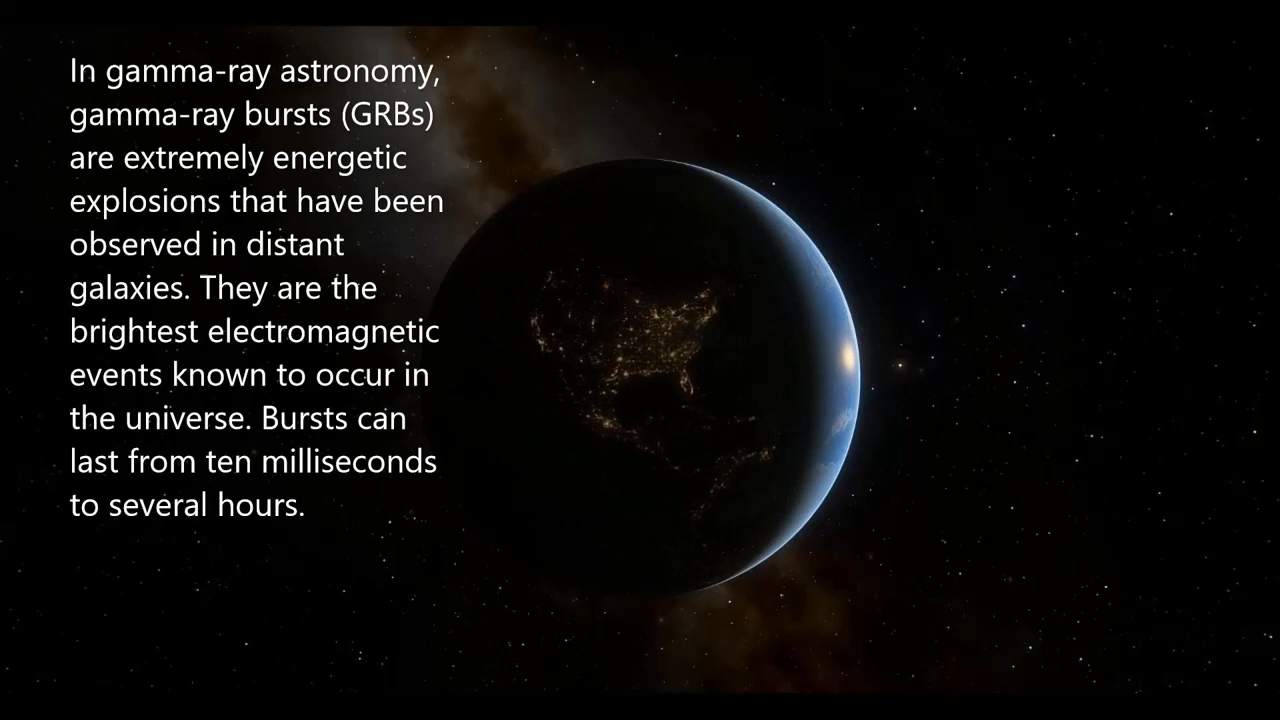 In gamma-ray astronomy,
gamma-ray bursts (GRBs)
are extremely energetic
explosions that have been
observed in distant
galaxies. They are the
brightest electromagnetic
events known to occur in
the universe. Bursts can
last from ten milliseconds
to several hours.